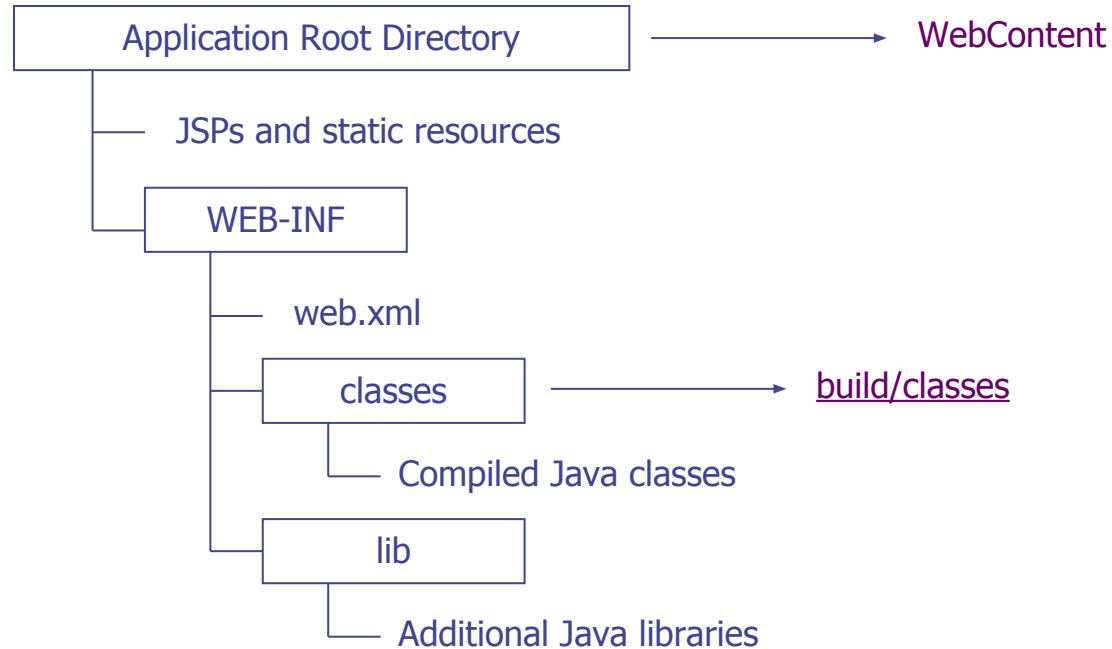 Application Root Directory
WebContent
JSPs and static resources
WEB-INF
web.xml
classes
build/classes
Compiled Java classes
lib
Additional Java libraries